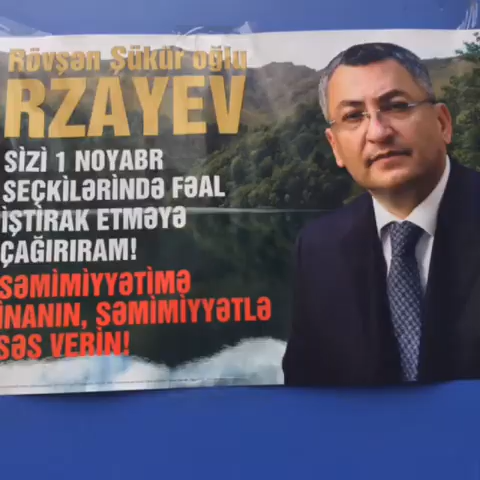 Rövşən Şükür oğlu
RZAYEV
SİZİ 1 NOYABR
SEÇKİLƏRİNDƏ FƏAL
İŞTİRAK ETMƏYƏ
ÇAĞIRIRAM!
SƏMİMİYYƏTİMƏ
İNANIN, SƏMİMİYYƏTLƏ
SƏS VERİN!